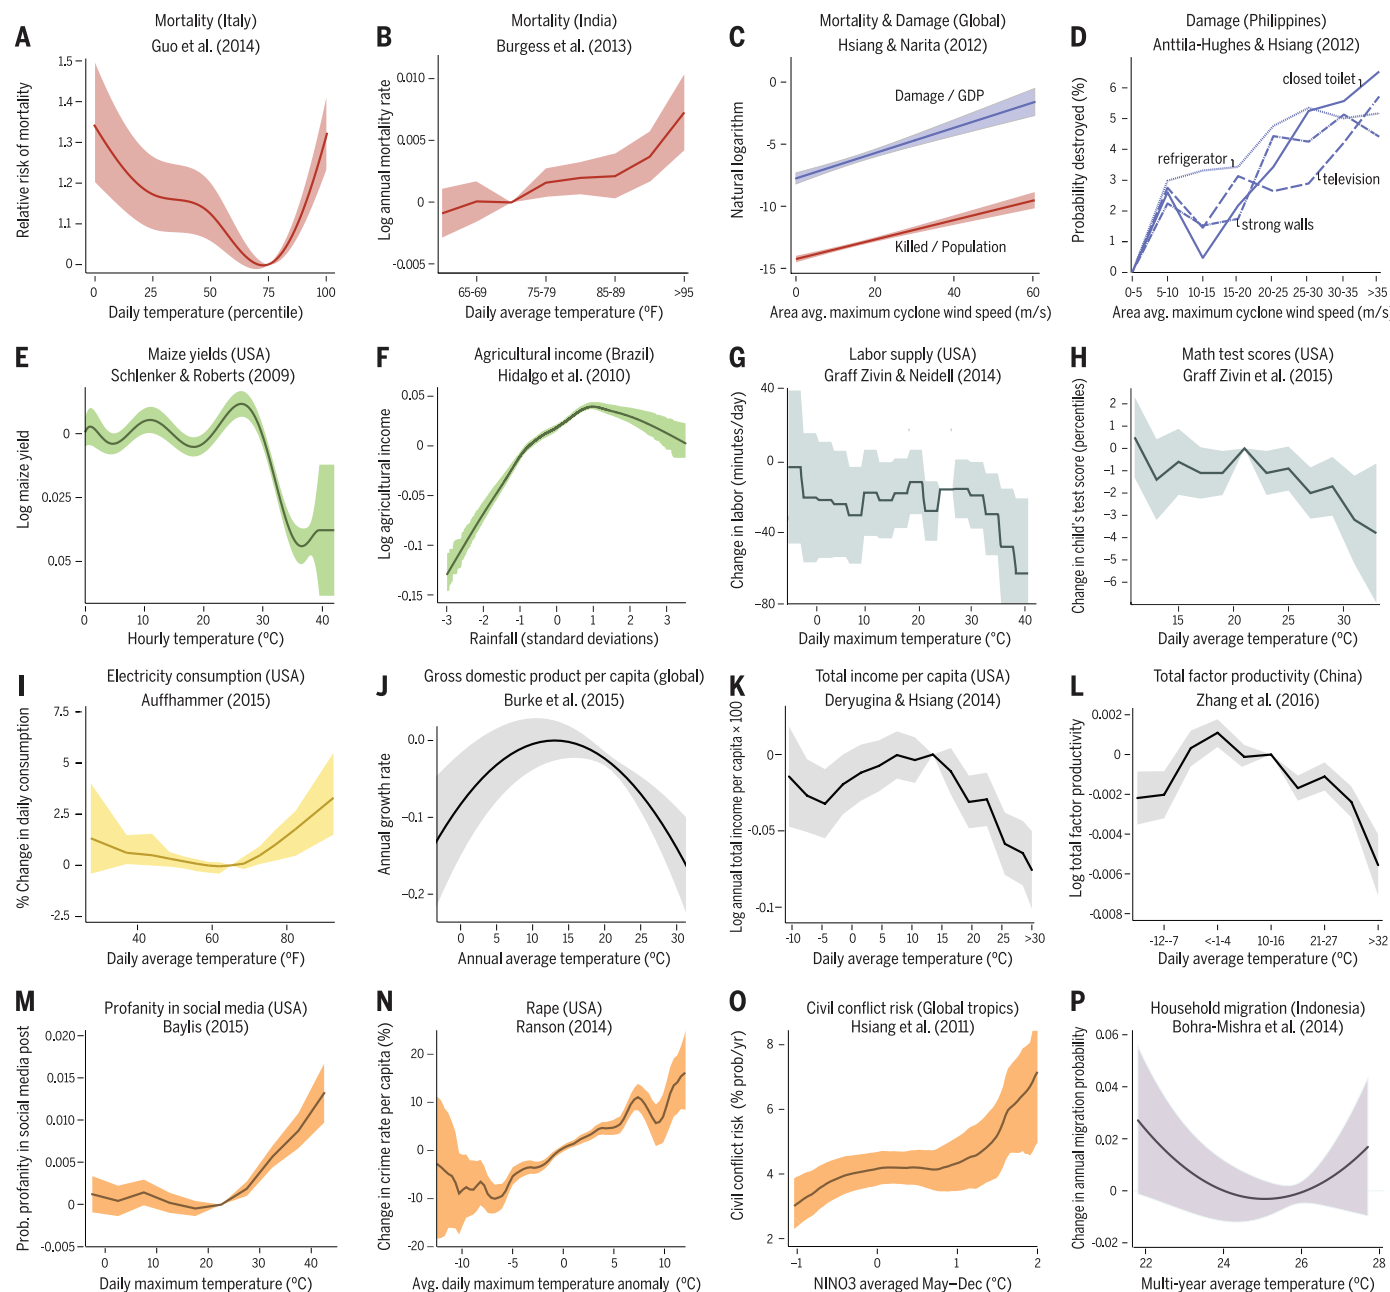 A
Mortality (Italy)
Guo et al. (2014)
Relative risk of mortality
1.5
1.4
1.3
1.2
1.1
0
0 25 50 75 100
Daily temperature (percentile)
B
Mortality (India)
Burgess et al. (2013)
Log annual mortality rate
0.010
0.005
0
-0.005
65-69 75-79 85-89 >95
Daily average temperature (ºF)
C
Mortality & Damage (Global)
Hsiang & Narita (2012)
Natural logarithm
0
-5
-10
-15
Damage / GDP
Killed / Population
0 20 40 60
Area avg. maximum cyclone wind speed (m/s)
D
Damage (Philippines)
Anttila-Hughes & Hsiang (2012)
Probability destroyed (%)
6
5
4
3
2
1
0
closed toilet
refrigerator
television
strong walls
0-5 5-10 10-15 15-20 20-25 25-30 30-35 >35
Area avg. maximum cyclone wind speed (m/s)
E
Maize yields (USA)
Schlenker & Roberts (2009)
Log maize yield
0
0.025
0.05
0 10 20 30 40
Hourly temperature (ºC)
F
Agricultural income (Brazil)
Hidalgo et al. (2010)
Log agricultural income
0.05
0
-0.05
-0.1
-0.15
-3 -2 -1 0 1 2 3
Rainfall (standard deviations)
G
Labor supply (USA)
Graff Zivin & Neidell (2014)
Change in labor (minutes/day)
40
0
−40
−80
0 10 20 30 40
Daily maximum temperature (ºC)
H
Math test scores (USA)
Graff Zivin et al. (2015)
Change in child's test score (percentiles)
2
1
0
−1
−2
−3
−4
−5
−6
15 20 25 30
Daily average temperature (ºC)
I
Electricity consumption (USA)
Auffhammer (2015)
% Change in daily consumption
7.5
5
2.5
0
-2.5
40 60 80
Daily average temperature (ºF)
J
Gross domestic product per capita (global)
Burke et al. (2015)
Annual growth rate
0.0
−0.1
−0.2
0 5 10 15 20 25 30
Annual average temperature (ºC)
K
Total income per capita (USA)
Deryugina & Hsiang (2014)
Log annual total income per capita × 100
0
-0.05
-0.1
-10 -5 0 5 10 15 20 25 >30
Daily average temperature (ºC)
L
Total factor productivity (China)
Zhang et al. (2016)
Log total factor productivity
0.002
0
-0.002
-0.004
-0.006
-0.008
-12--7 <-1-4 10-16 21-27 >32
Daily average temperature (ºC)
M
Profanity in social media (USA)
Baylis (2015)
Prob. profanity in social media post
0.020
0.015
0.010
0.005
0
-0.005
0 10 20 30 40
Daily maximum temperature (ºC)
N
Rape (USA)
Ranson (2014)
Change in crime rate per capita (%)
20
10
0
-10
-20
-10 -5 0 5 10
Avg. daily maximum temperature anomaly (ºC)
O
Civil conflict risk (Global tropics)
Hsiang et al. (2011)
Civil conflict risk (% prob/yr)
8
6
4
2
−1 0 1 2
NINO3 averaged May−Dec (ºC)
P
Household migration (Indonesia)
Bohra-Mishra et al. (2014)
Change in annual migration probability
0.06
0.04
0.02
0
-0.02
22 24 26 28
Multi-year average temperature (ºC)